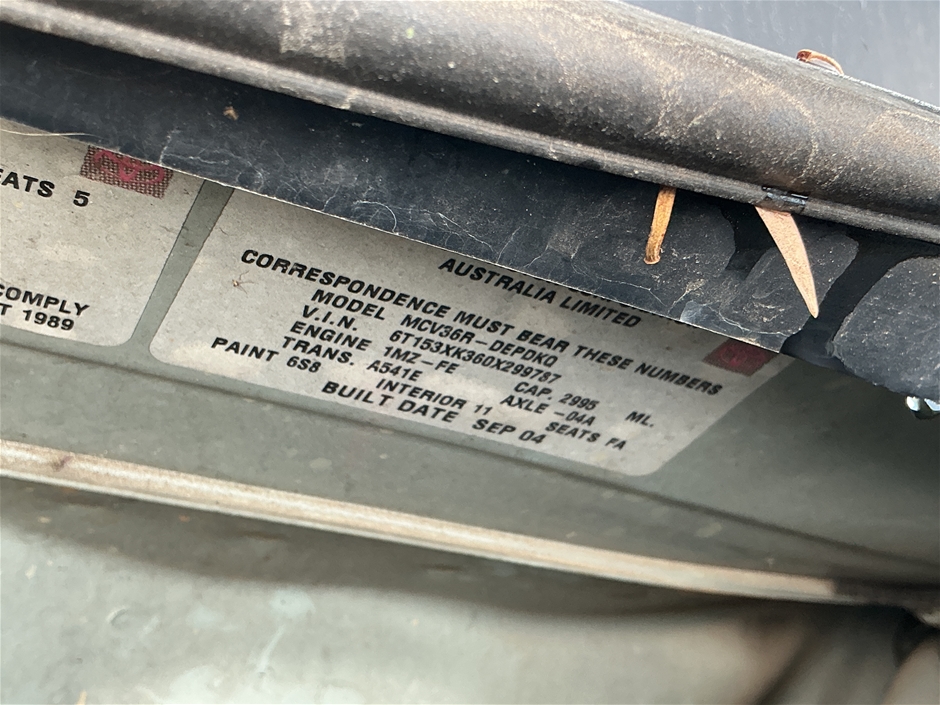 EATS 5
COMPLY
T 1989
AUSTRALIA LIMITED
CORRESPONDENCE MUST BEAR THESE NUMBERS
MODEL MCV36R-DEPDKQ
V.I.N. 6T153XK360X299787
ENGINE 1MZ-FE CAP. 2995 ML.
TRANS. A541E AXLE -04A
PAINT 6S8 INTERIOR 11 SEATS FA
BUILT DATE SEP 04